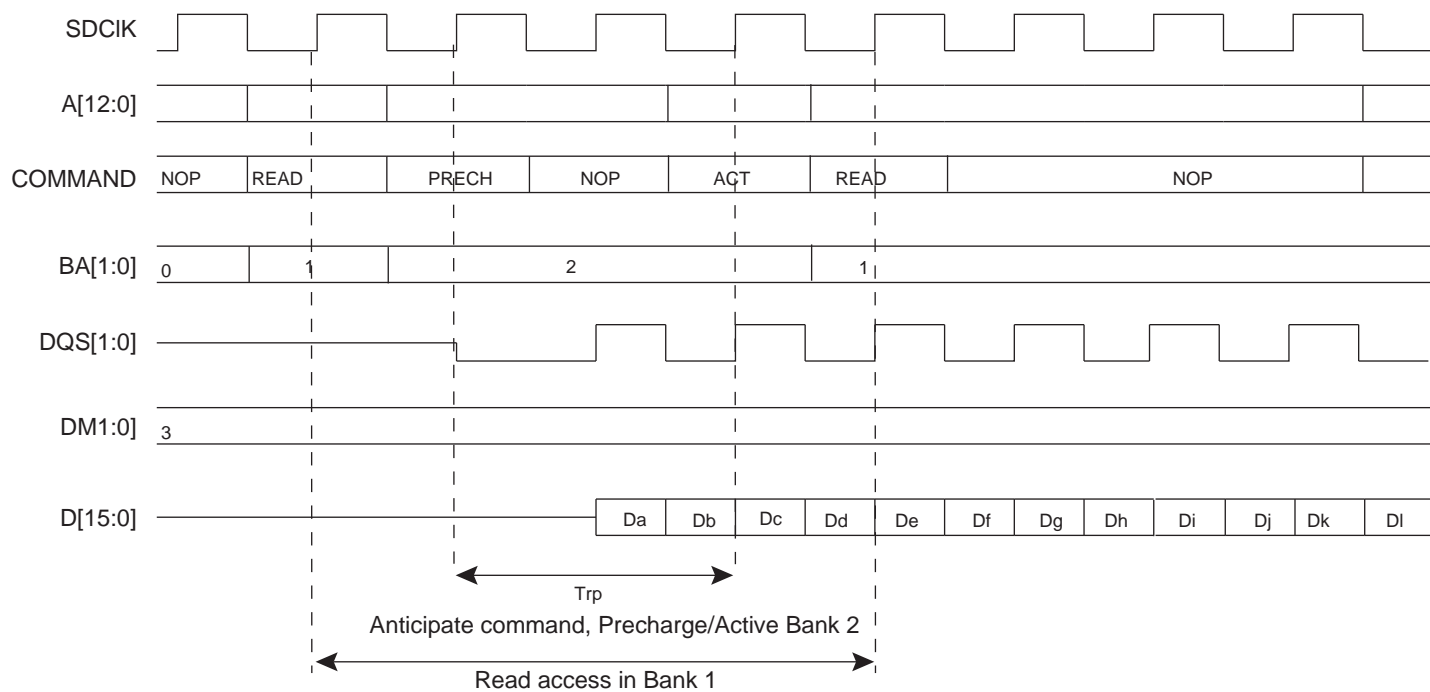 SDClK
A[12:0]
COMMAND NOP READ PRECH NOP ACT READ NOP
BA[1:0] 0 1 2 1
DQS[1:0]
DM1:0] 3
D[15:0] Da Db Dc Dd De Df Dg Dh Di Dj Dk Dl
Trp
Anticipate command, Precharge/Active Bank 2
Read access in Bank 1